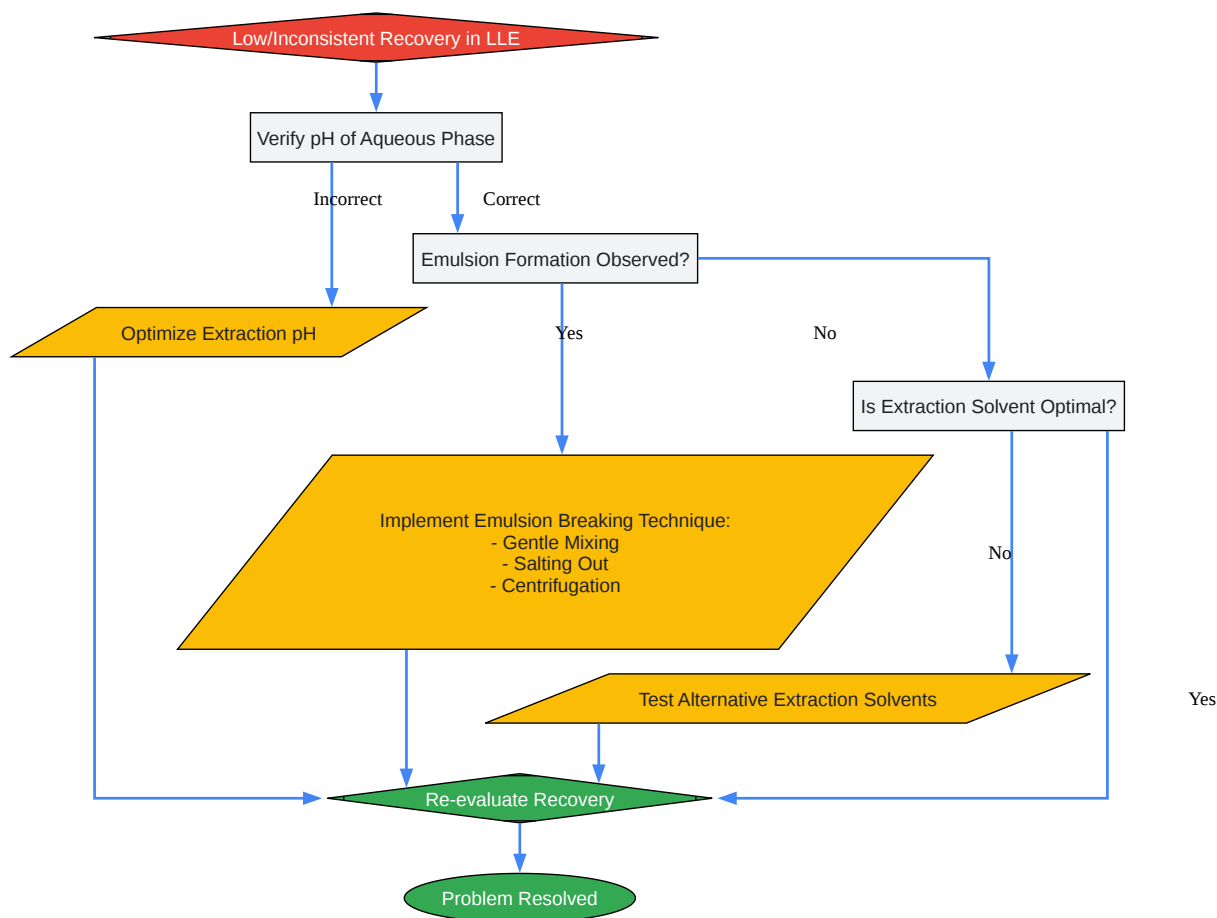 Low/Inconsistent Recovery in LLE
Verify pH of Aqueous Phase
Incorrect
Correct
Emulsion Formation Observed?
Optimize Extraction pH
Yes
No
Is Extraction Solvent Optimal?
Implement Emulsion Breaking Technique:
- Gentle Mixing
- Salting Out
- Centrifugation
No
Test Alternative Extraction Solvents
Yes
Re-evaluate Recovery
Problem Resolved